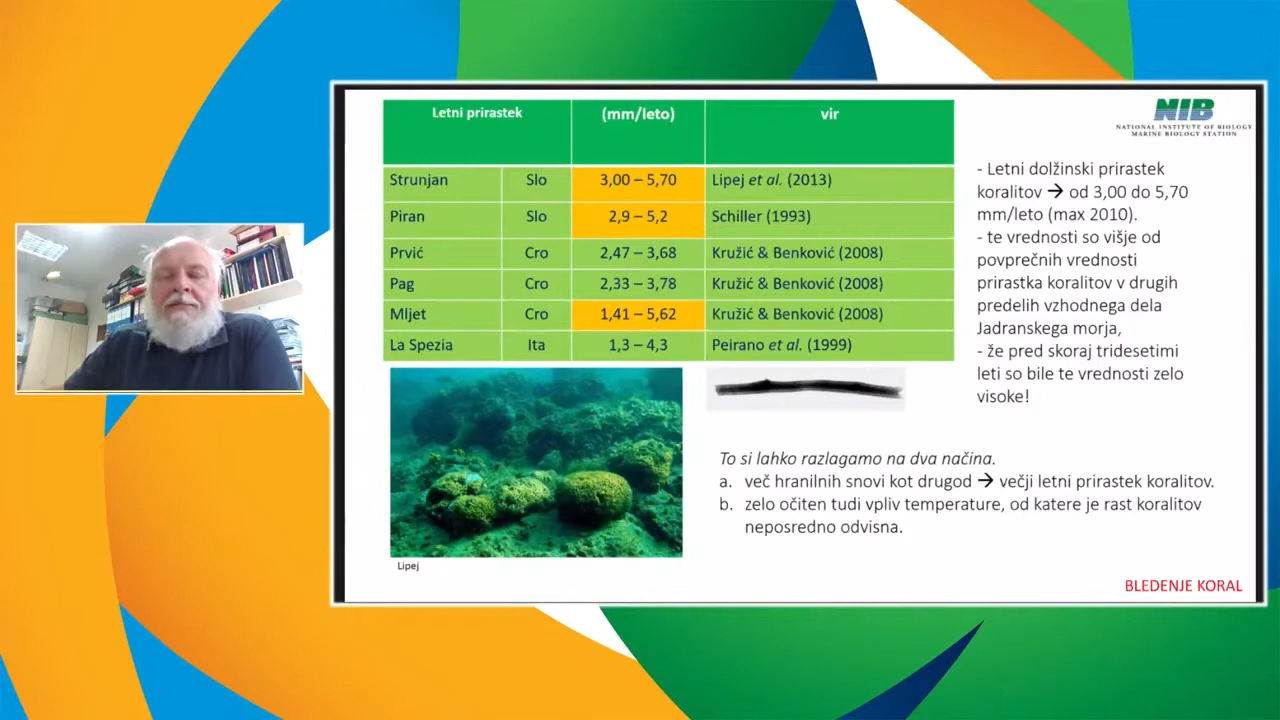 Letni prirastek (mm/leto) vir
Strunjan Slo 3,00 – 5,70 Lipej et al. (2013)
Piran Slo 2,9 – 5,2 Schiller (1993)
Prvić Cro 2,47 – 3,68 Kružić & Benković (2008)
Pag Cro 2,33 – 3,78 Kružić & Benković (2008)
Mljet Cro 1,41 – 5,62 Kružić & Benković (2008)
La Spezia Ita 1,3 – 4,3 Peirano et al. (1999)
Lipej
NIB
NATIONAL INSTITUTE OF BIOLOGY
MARINE BIOLOGY STATION
- Letni dolžinski prirastek
koralitov → od 3,00 do 5,70
mm/leto (max 2010).
- te vrednosti so višje od
povprečnih vrednosti
prirastka koralitov v drugih
predelih vzhodnega dela
Jadranskega morja,
- že pred skoraj tridesetimi
leti so bile te vrednosti zelo
visoke!
To si lahko razlagamo na dva načina.
a. več hranilnih snovi kot drugod → večji letni prirastek koralitov.
b. zelo očiten tudi vpliv temperature, od katere je rast koralitov
neposredno odvisna.
BLEDENJE KORAL